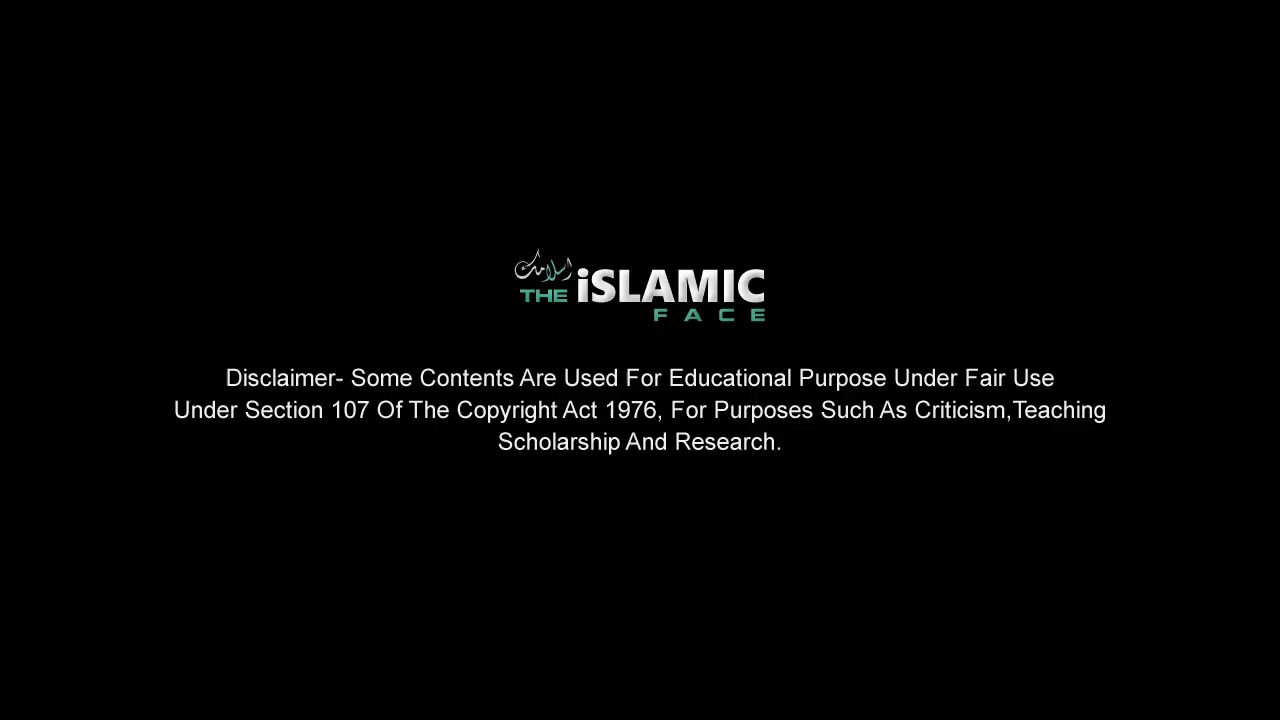 اسلامک
THE iSLAMIC
FACE
Disclaimer- Some Contents Are Used For Educational Purpose Under Fair Use
Under Section 107 Of The Copyright Act 1976, For Purposes Such As Criticism,Teaching
Scholarship And Research.